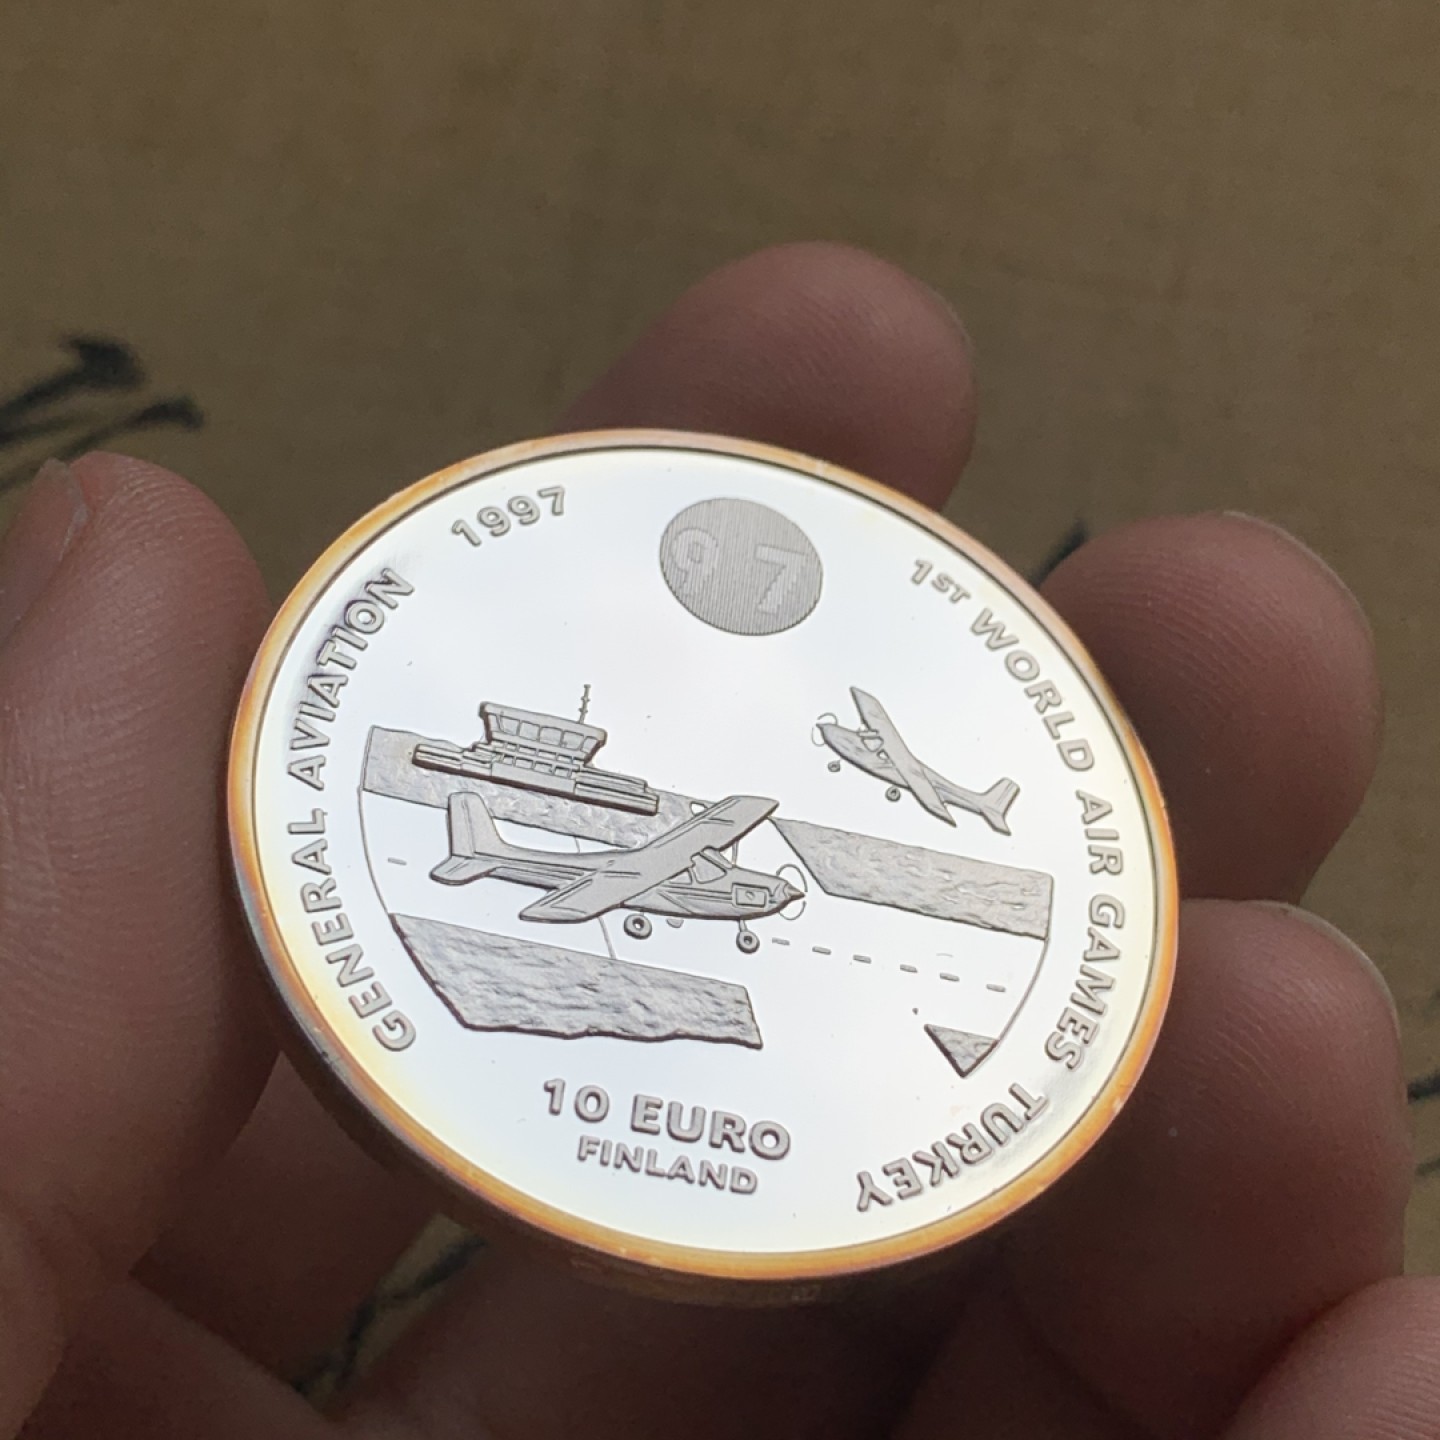 1997
97
GENERAL AVIATION
1ST WORLD AIR GAMES TURKEY
10 EURO
FINLAND